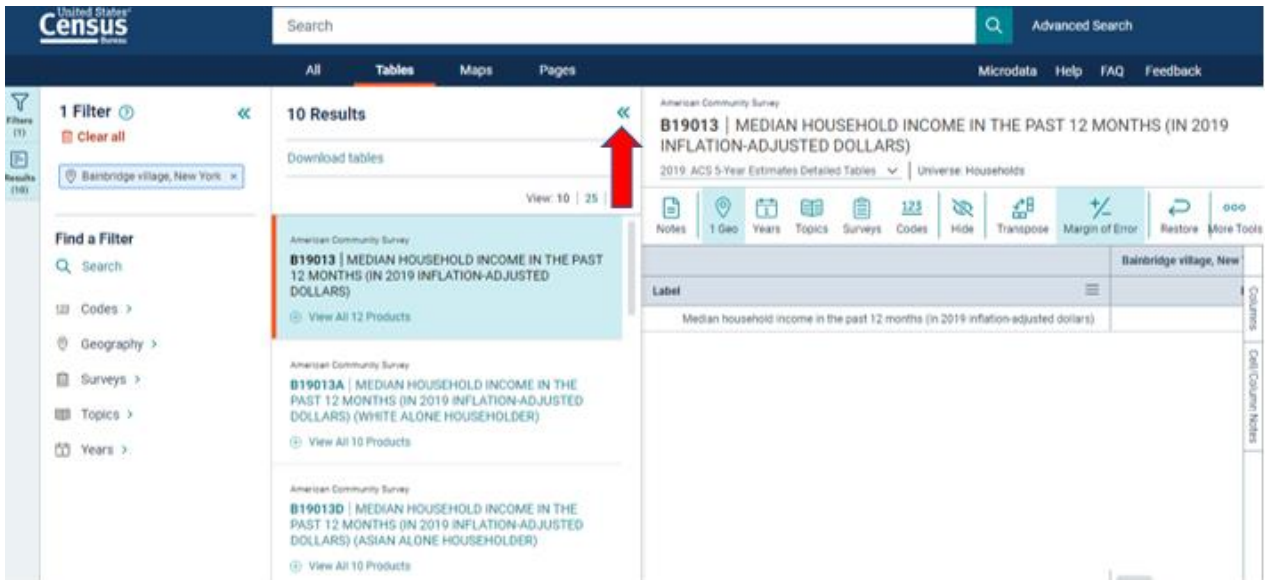 United States®
Census
Bureau
Search
Advanced Search
All Tables Maps Pages
Microdata Help FAQ Feedback
Filters
(1)
Results
(10)
1 Filter
Clear all
Bainbridge village, New York ×
Find a Filter
Search
Codes >
Geography >
Surveys >
Topics >
Years >
10 Results
Download tables
View: 10 | 25 |
American Community Survey
B19013 | MEDIAN HOUSEHOLD INCOME IN THE PAST
12 MONTHS (IN 2019 INFLATION-ADJUSTED
DOLLARS)
View All 12 Products
American Community Survey
B19013A | MEDIAN HOUSEHOLD INCOME IN THE
PAST 12 MONTHS (IN 2019 INFLATION-ADJUSTED
DOLLARS) (WHITE ALONE HOUSEHOLDER)
View All 10 Products
American Community Survey
B19013D | MEDIAN HOUSEHOLD INCOME IN THE
PAST 12 MONTHS (IN 2019 INFLATION-ADJUSTED
DOLLARS) (ASIAN ALONE HOUSEHOLDER)
View All 10 Products
American Community Survey
B19013 | MEDIAN HOUSEHOLD INCOME IN THE PAST 12 MONTHS (IN 2019
INFLATION-ADJUSTED DOLLARS)
2019: ACS 5-Year Estimates Detailed Tables | Universe: Households
Notes 1 Geo Years Topics Surveys Codes Hide Transpose Margin of Error Restore More Tools
123
Bainbridge village, New
Label
Median household income in the past 12 months (in 2019 inflation-adjusted dollars)
Columns
Cell/Column Notes